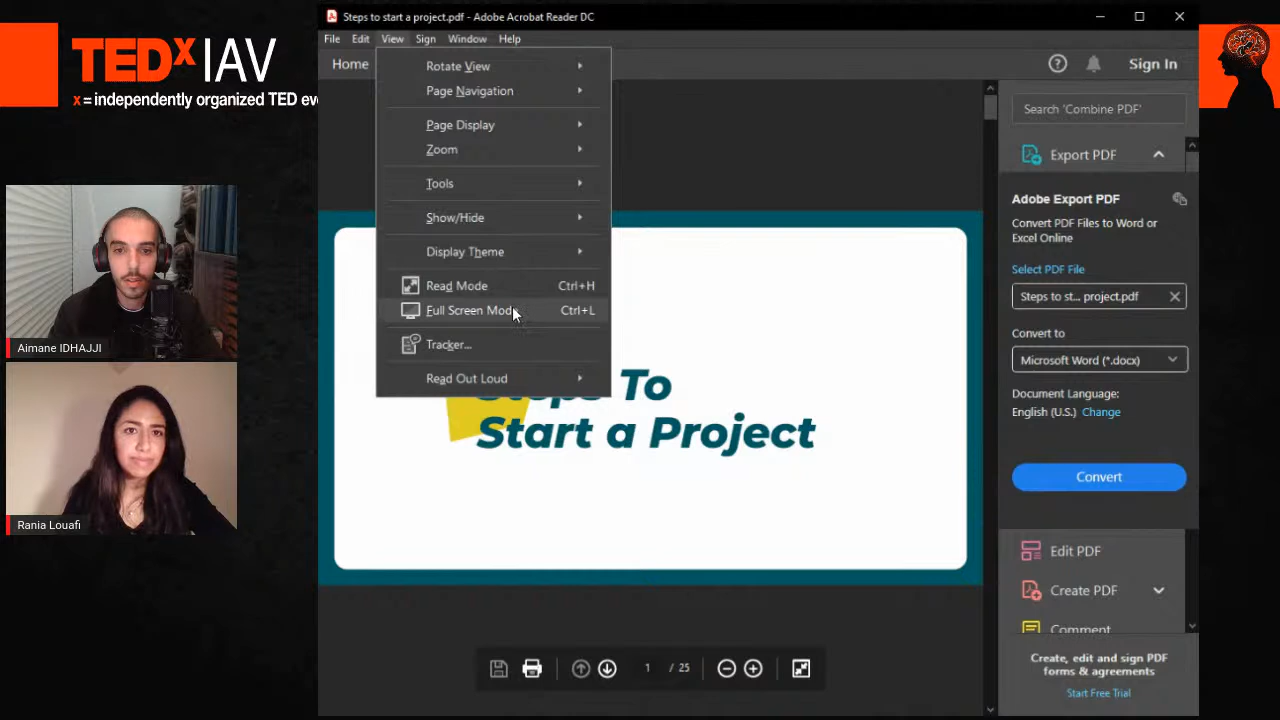 TEDx IAV
x = independently organized TED eve
Aimane IDHAJJI
Rania Louafi
Steps to start a project.pdf - Adobe Acrobat Reader DC
File Edit View Sign Window Help
Home
Sign In
Rotate View
Page Navigation
Page Display
Zoom
Tools
Show/Hide
Display Theme
Read Mode Ctrl+H
Full Screen Mod Ctrl+L
Tracker...
Read Out Loud
Steps To
Start a Project
1 / 25
Search 'Combine PDF'
Export PDF
Adobe Export PDF
Convert PDF Files to Word or
Excel Online
Select PDF File
Steps to st... project.pdf
Convert to
Microsoft Word (*.docx)
Document Language:
English (U.S.) Change
Convert
Edit PDF
Create PDF
Comment
Create, edit and sign PDF
forms & agreements
Start Free Trial